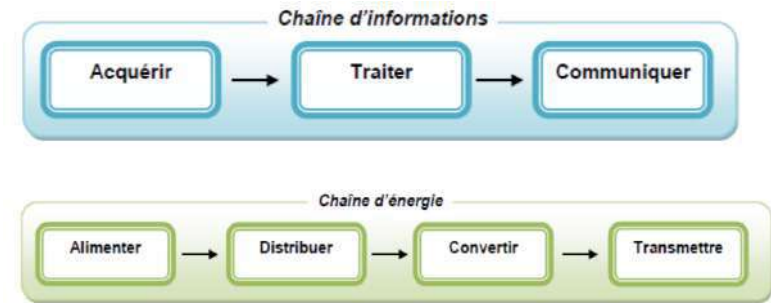 Chaîne d'informations
Acquérir Traiter Communiquer
Chaîne d'énergie
Alimenter Distribuer Convertir Transmettre